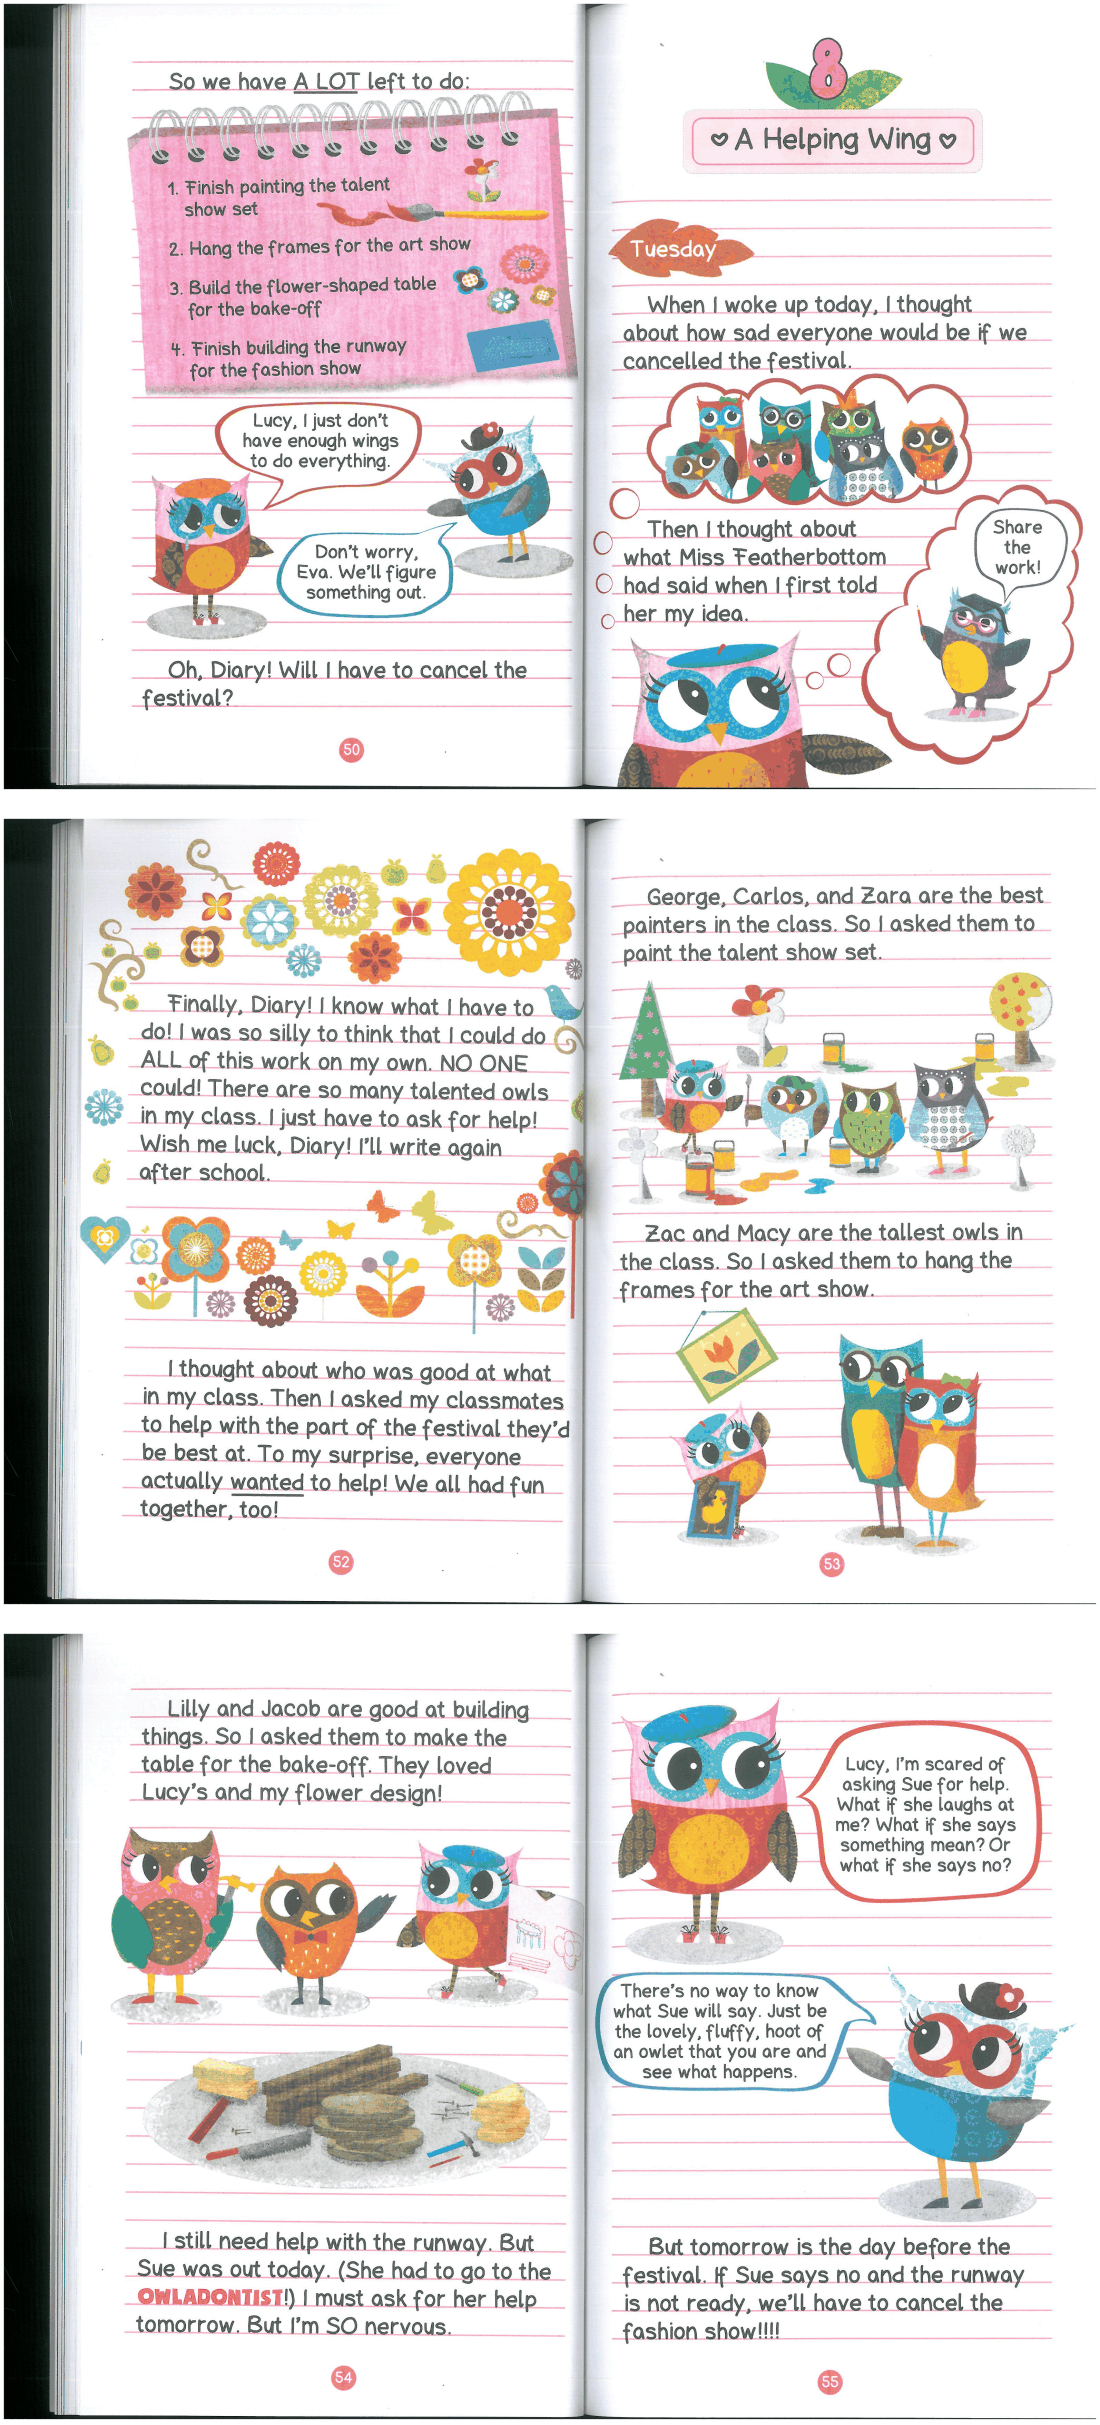 So we have A LOT left to do:
1. Finish painting the talent
show set
2. Hang the frames for the art show
3. Build the flower-shaped table
for the bake-off
4. Finish building the runway
for the fashion show
Lucy, I just don't
have enough wings
to do everything.
Don't worry,
Eva. We'll figure
something out.
Oh, Diary! Will I have to cancel the
festival?
50
8
A Helping Wing
Tuesday
When I woke up today, I thought
about how sad everyone would be if we
cancelled the festival.
Then I thought about
what Miss Featherbottom
had said when I first told
her my idea.
Share
the
work!
Finally, Diary! I know what I have to
do! I was so silly to think that I could do
ALL of this work on my own. NO ONE
could! There are so many talented owls
in my class. I just have to ask for help!
Wish me luck, Diary! I'll write again
after school.
I thought about who was good at what
in my class. Then I asked my classmates
to help with the part of the festival they'd
be best at. To my surprise, everyone
actually wanted to help! We all had fun
together, too!
52
George, Carlos, and Zara are the best
painters in the class. So I asked them to
paint the talent show set.
Zac and Macy are the tallest owls in
the class. So I asked them to hang the
frames for the art show.
53
Lilly and Jacob are good at building
things. So I asked them to make the
table for the bake-off. They loved
Lucy's and my flower design!
I still need help with the runway. But
Sue was out today. (She had to go to the
OWLADONTIST!) I must ask for her help
tomorrow. But I'm SO nervous.
54
Lucy, I'm scared of
asking Sue for help.
What if she laughs at
me? What if she says
something mean? Or
what if she says no?
There's no way to know
what Sue will say. Just be
the lovely, fluffy, hoot of
an owlet that you are and
see what happens.
But tomorrow is the day before the
festival. If Sue says no and the runway
is not ready, we'll have to cancel the
fashion show!!!!
55